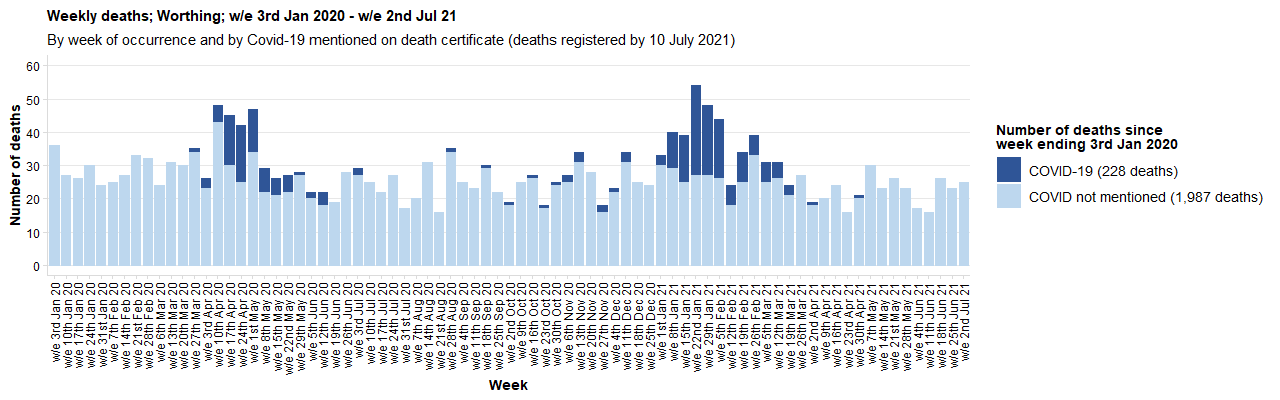 Weekly deaths; Worthing; w/e 3rd Jan 2020 - w/e 2nd Jul 21
By week of occurrence and by Covid-19 mentioned on death certificate (deaths registered by 10 July 2021)
Number of deaths
60
50
40
30
20
10
0
w/e 3rd Jan 20
w/e 10th Jan 20
w/e 17th Jan 20
w/e 24th Jan 20
w/e 31st Jan 20
w/e 7th Feb 20
w/e 14th Feb 20
w/e 21st Feb 20
w/e 28th Feb 20
w/e 6th Mar 20
w/e 13th Mar 20
w/e 20th Mar 20
w/e 27th Mar 20
w/e 3rd Apr 20
w/e 10th Apr 20
w/e 17th Apr 20
w/e 24th Apr 20
w/e 1st May 20
w/e 8th May 20
w/e 15th May 20
w/e 22nd May 20
w/e 29th May 20
w/e 5th Jun 20
w/e 12th Jun 20
w/e 19th Jun 20
w/e 26th Jun 20
w/e 3rd Jul 20
w/e 10th Jul 20
w/e 17th Jul 20
w/e 24th Jul 20
w/e 31st Jul 20
w/e 7th Aug 20
w/e 14th Aug 20
w/e 21st Aug 20
w/e 28th Aug 20
w/e 4th Sep 20
w/e 11th Sep 20
w/e 18th Sep 20
w/e 25th Sep 20
w/e 2nd Oct 20
w/e 9th Oct 20
w/e 16th Oct 20
w/e 23rd Oct 20
w/e 30th Oct 20
w/e 6th Nov 20
w/e 13th Nov 20
w/e 20th Nov 20
w/e 27th Nov 20
w/e 4th Dec 20
w/e 11th Dec 20
w/e 18th Dec 20
w/e 25th Dec 20
w/e 1st Jan 21
w/e 8th Jan 21
w/e 15th Jan 21
w/e 22nd Jan 21
w/e 29th Jan 21
w/e 5th Feb 21
w/e 12th Feb 21
w/e 19th Feb 21
w/e 26th Feb 21
w/e 5th Mar 21
w/e 12th Mar 21
w/e 19th Mar 21
w/e 26th Mar 21
w/e 2nd Apr 21
w/e 9th Apr 21
w/e 16th Apr 21
w/e 23rd Apr 21
w/e 30th Apr 21
w/e 7th May 21
w/e 14th May 21
w/e 21st May 21
w/e 28th May 21
w/e 4th Jun 21
w/e 11th Jun 21
w/e 18th Jun 21
w/e 25th Jun 21
w/e 2nd Jul 21
Week
Number of deaths since
week ending 3rd Jan 2020
COVID-19 (228 deaths)
COVID not mentioned (1,987 deaths)